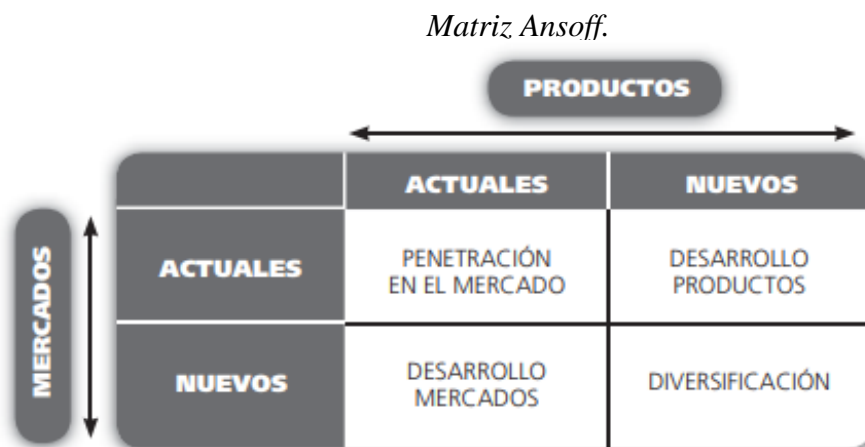 Matriz Ansoff.
PRODUCTOS
ACTUALES
NUEVOS
MERCADOS
ACTUALES
PENETRACIÓN
EN EL MERCADO
DESARROLLO
PRODUCTOS
NUEVOS
DESARROLLO
MERCADOS
DIVERSIFICACIÓN